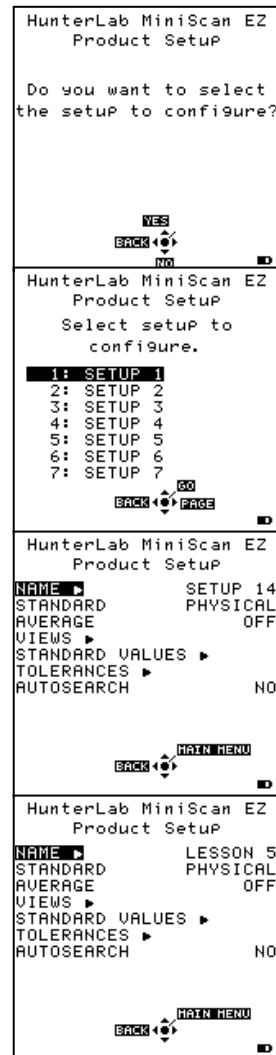 HunterLab MiniScan EZ
Product Setup
Do you want to select
the setup to configure?
YES
BACK
NO
HunterLab MiniScan EZ
Product Setup
Select setup to
configure.
1: SETUP 1
2: SETUP 2
3: SETUP 3
4: SETUP 4
5: SETUP 5
6: SETUP 6
7: SETUP 7
GO
BACK PAGE
HunterLab MiniScan EZ
Product Setup
NAME ▶ SETUP 14
STANDARD PHYSICAL
AVERAGE OFF
VIEWS ▶
STANDARD VALUES ▶
TOLERANCES ▶
AUTOSEARCH NO
MAIN MENU
BACK
HunterLab MiniScan EZ
Product Setup
NAME ▶ LESSON 5
STANDARD PHYSICAL
AVERAGE OFF
VIEWS ▶
STANDARD VALUES ▶
TOLERANCES ▶
AUTOSEARCH NO
MAIN MENU
BACK